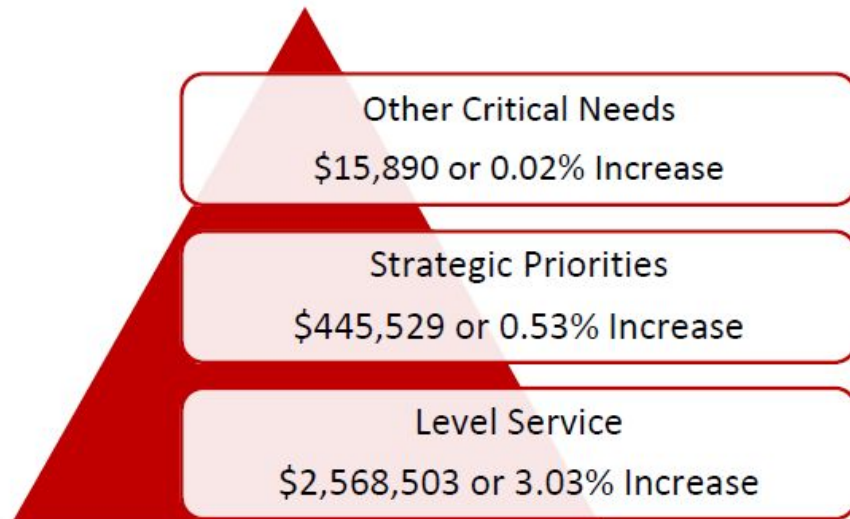 Other Critical Needs
$15,890 or 0.02% Increase
Strategic Priorities
$445,529 or 0.53% Increase
Level Service
$2,568,503 or 3.03% Increase